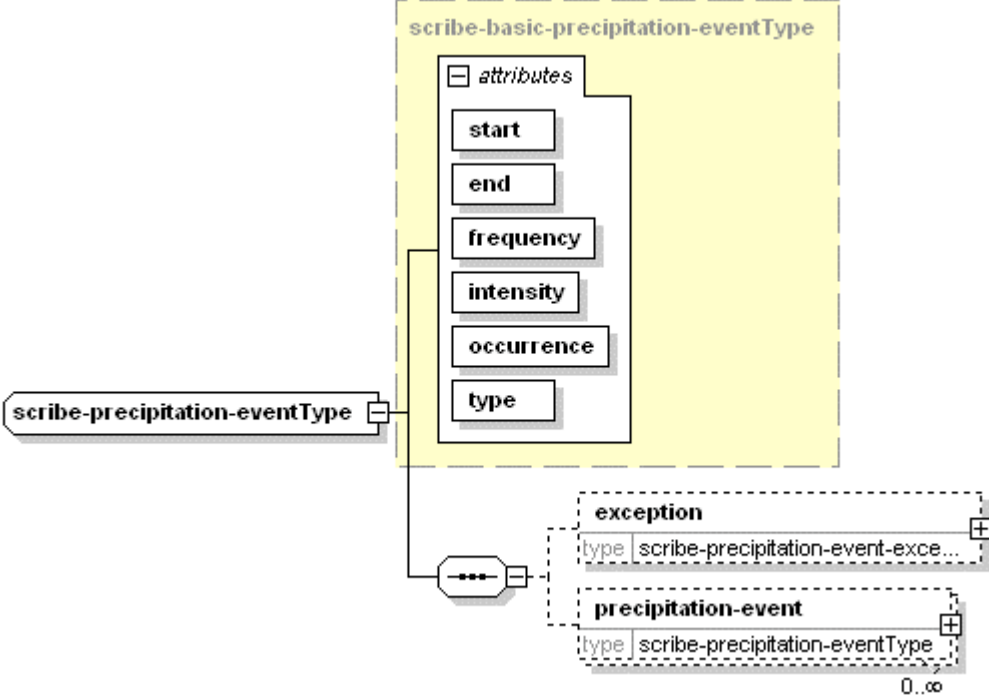 scribe-basic-precipitation-eventType
attributes
start
end
frequency
intensity
occurrence
type
scribe-precipitation-eventType
exception
type scribe-precipitation-event-exce...
precipitation-event
type scribe-precipitation-eventType
0..∞